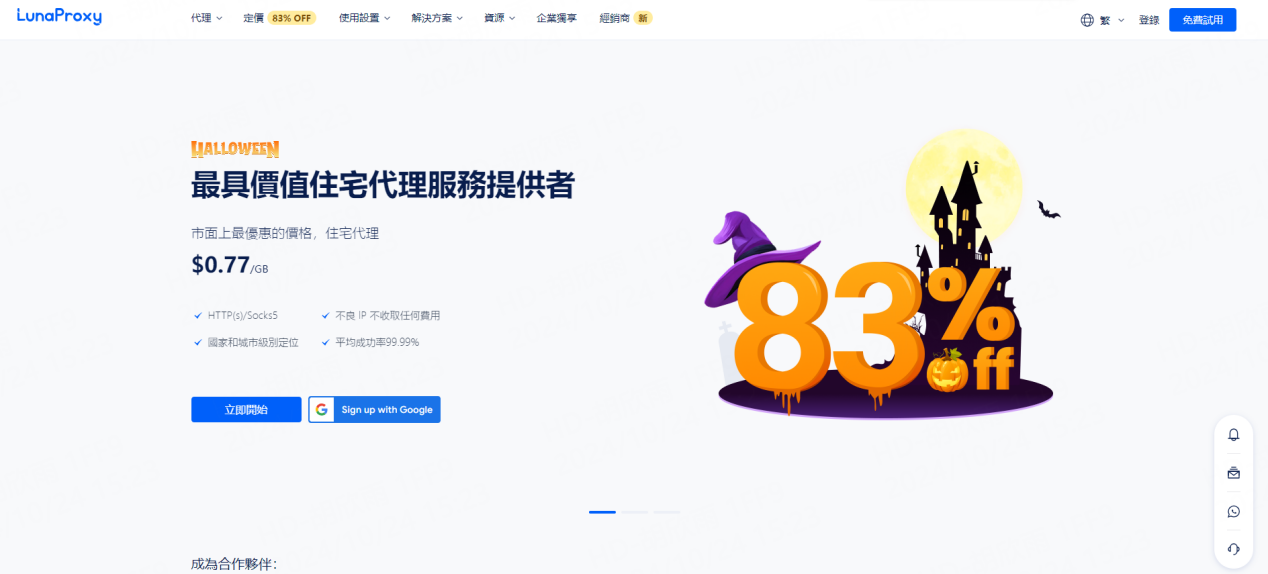 LunaProxy
代理
定價 83% OFF
使用設置
解決方案
資源
企業獨享
經銷商 新
繁
登錄
免費試用
HALLOWEEN
最具價值住宅代理服務提供者
市面上最優惠的價格，住宅代理
$0.77/GB
HTTP(s)/Socks5
不良 IP 不收取任何費用
國家和城市級別定位
平均成功率99.99%
立即開始
Sign up with Google
83%
off
成為合作夥伴：